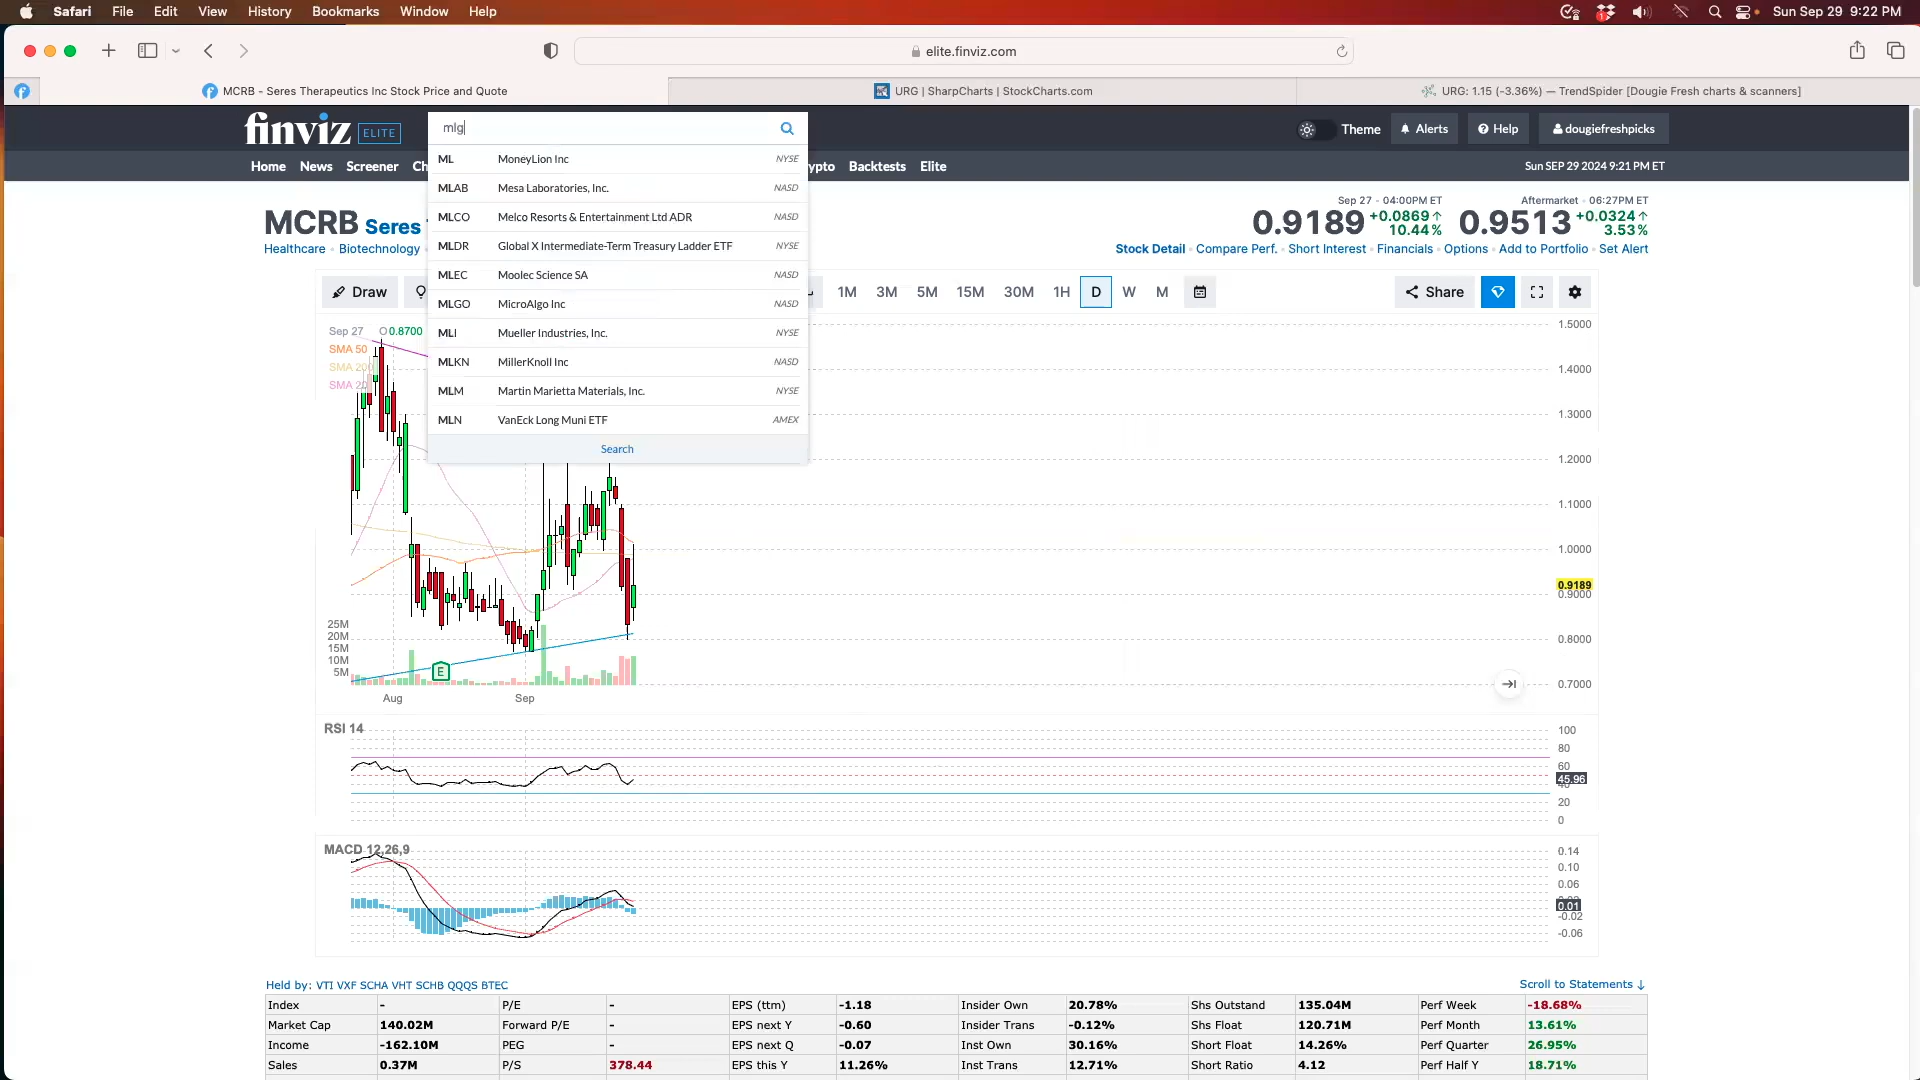 Safari File Edit View History Bookmarks Window Help Sun Sep 29 9:22 PM
elite.finviz.com
MCRB - Seres Therapeutics Inc Stock Price and Quote
URG | SharpCharts | StockCharts.com
URG: 1.15 (-3.36%) — TrendSpider [Dougie Fresh charts & scanners]
finviz ELITE
mlg
Theme Alerts Help dougiefreshpicks
Home News Screener Ch
ypto Backtests Elite
Sun SEP 29 2024 9:21 PM ET
ML MoneyLion Inc NYSE
MLAB Mesa Laboratories, Inc. NASD
MLCO Melco Resorts & Entertainment Ltd ADR NASD
MLDR Global X Intermediate-Term Treasury Ladder ETF NYSE
MLEC Moolec Science SA NASD
MLGO MicroAlgo Inc NASD
MLI Mueller Industries, Inc. NYSE
MLKN MillerKnoll Inc NASD
MLM Martin Marietta Materials, Inc. NYSE
MLN VanEck Long Muni ETF AMEX
Search
MCRB Seres
Healthcare • Biotechnology
Sep 27 • 04:00PM ET
0.9189 +0.0869 10.44%
Aftermarket • 06:27PM ET
0.9513 +0.0324 3.53%
Stock Detail • Compare Perf. • Short Interest • Financials • Options • Add to Portfolio • Set Alert
Draw
1M 3M 5M 15M 30M 1H D W M
Share
Sep 27 O 0.8700
SMA 50
SMA 200
SMA 20
1.5000
1.4000
1.3000
1.2000
1.1000
1.0000
0.9189
0.9000
0.8000
0.7000
25M
20M
15M
10M
5M
E
Aug Sep
RSI 14
100
80
60
45.96
40
20
0
MACD 12,26,9
0.14
0.10
0.06
0.01
-0.02
-0.06
Held by: VTI VXF SCHA VHT SCHB QQQS BTEC
Scroll to Statements ↓
Index - P/E - EPS (ttm) -1.18 Insider Own 20.78% Shs Outstand 135.04M Perf Week -18.68%
Market Cap 140.02M Forward P/E - EPS next Y -0.60 Insider Trans -0.12% Shs Float 120.71M Perf Month 13.61%
Income -162.10M PEG - EPS next Q -0.07 Inst Own 30.16% Short Float 14.26% Perf Quarter 26.95%
Sales 0.37M P/S 378.44 EPS this Y 11.26% Inst Trans 12.71% Short Ratio 4.12 Perf Half Y 18.71%